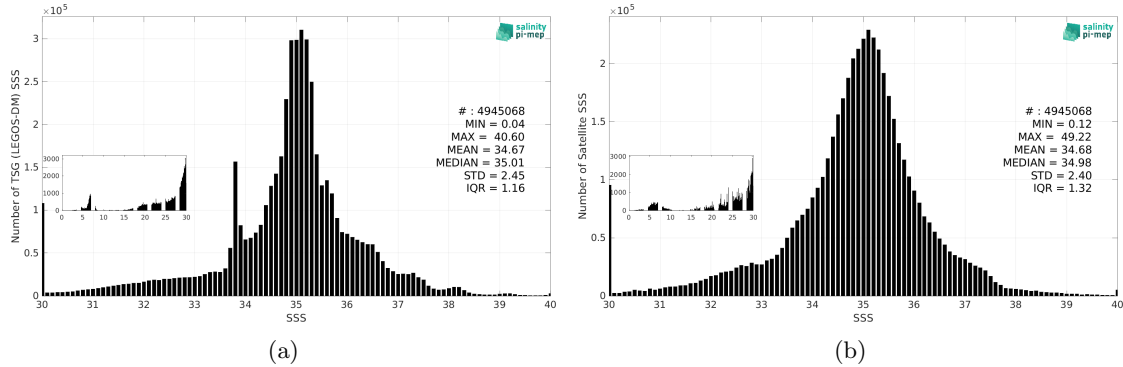 ×10⁵
3
2.5
2
1.5
1
0.5
0
30 31 32 33 34 35 36 37 38 39 40
SSS
Number of TSG (LEGOS-DM) SSS
salinity
pi-mep
# : 4945068
MIN = 0.04
MAX = 40.60
MEAN = 34.67
MEDIAN = 35.01
STD = 2.45
IQR = 1.16
3000
2000
1000
0
0 5 10 15 20 25 30
(a)
×10⁵
2
1.5
1
0.5
0
30 31 32 33 34 35 36 37 38 39 40
SSS
Number of Satellite SSS
salinity
pi-mep
# : 4945068
MIN = 0.12
MAX = 49.22
MEAN = 34.68
MEDIAN = 34.98
STD = 2.40
IQR = 1.32
3000
2000
1000
0
0 5 10 15 20 25 30
(b)